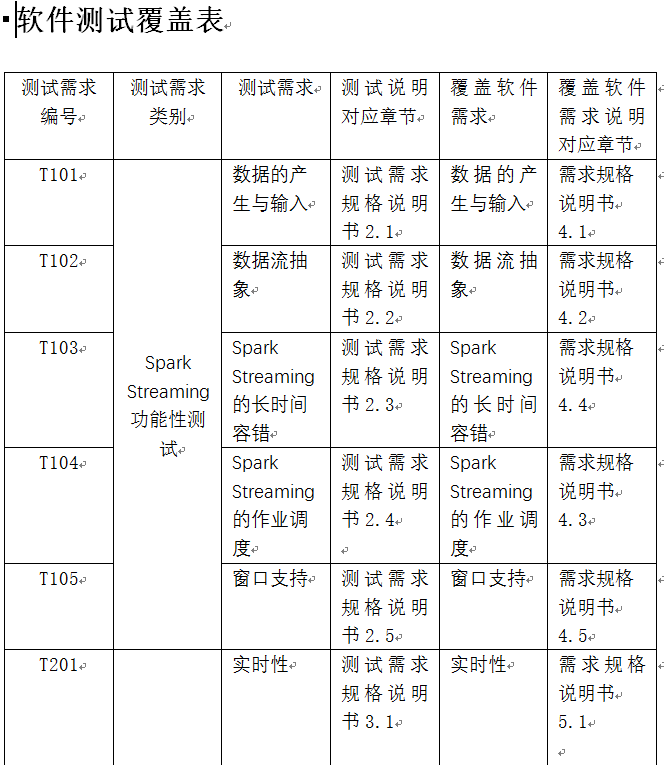 软件测试覆盖表
测试需求
编号
测试需求
类别
测试需求
测试说明
对应章节
覆盖软件
需求
覆盖软件
需求说明
对应章节
T101
Spark
Streaming
功能性测
试
数据的产
生与输入
测试需求
规格说明
书2.1
数据的产
生与输入
需求规格
说明书
4.1
T102
数据流抽
象
测试需求
规格说明
书2.2
数据流抽
象
需求规格
说明书
4.2
T103
Spark
Streaming
的长时间
容错
测试需求
规格说明
书2.3
Spark
Streaming
的长时间
容错
需求规格
说明书
4.4
T104
Spark
Streaming
的作业调
度
测试需求
规格说明
书2.4
Spark
Streaming
的作业调
度
需求规格
说明书
4.3
T105
窗口支持
测试需求
规格说明
书2.5
窗口支持
需求规格
说明书
4.5
T201
实时性
测试需求
规格说明
书3.1
实时性
需求规格
说明书
5.1